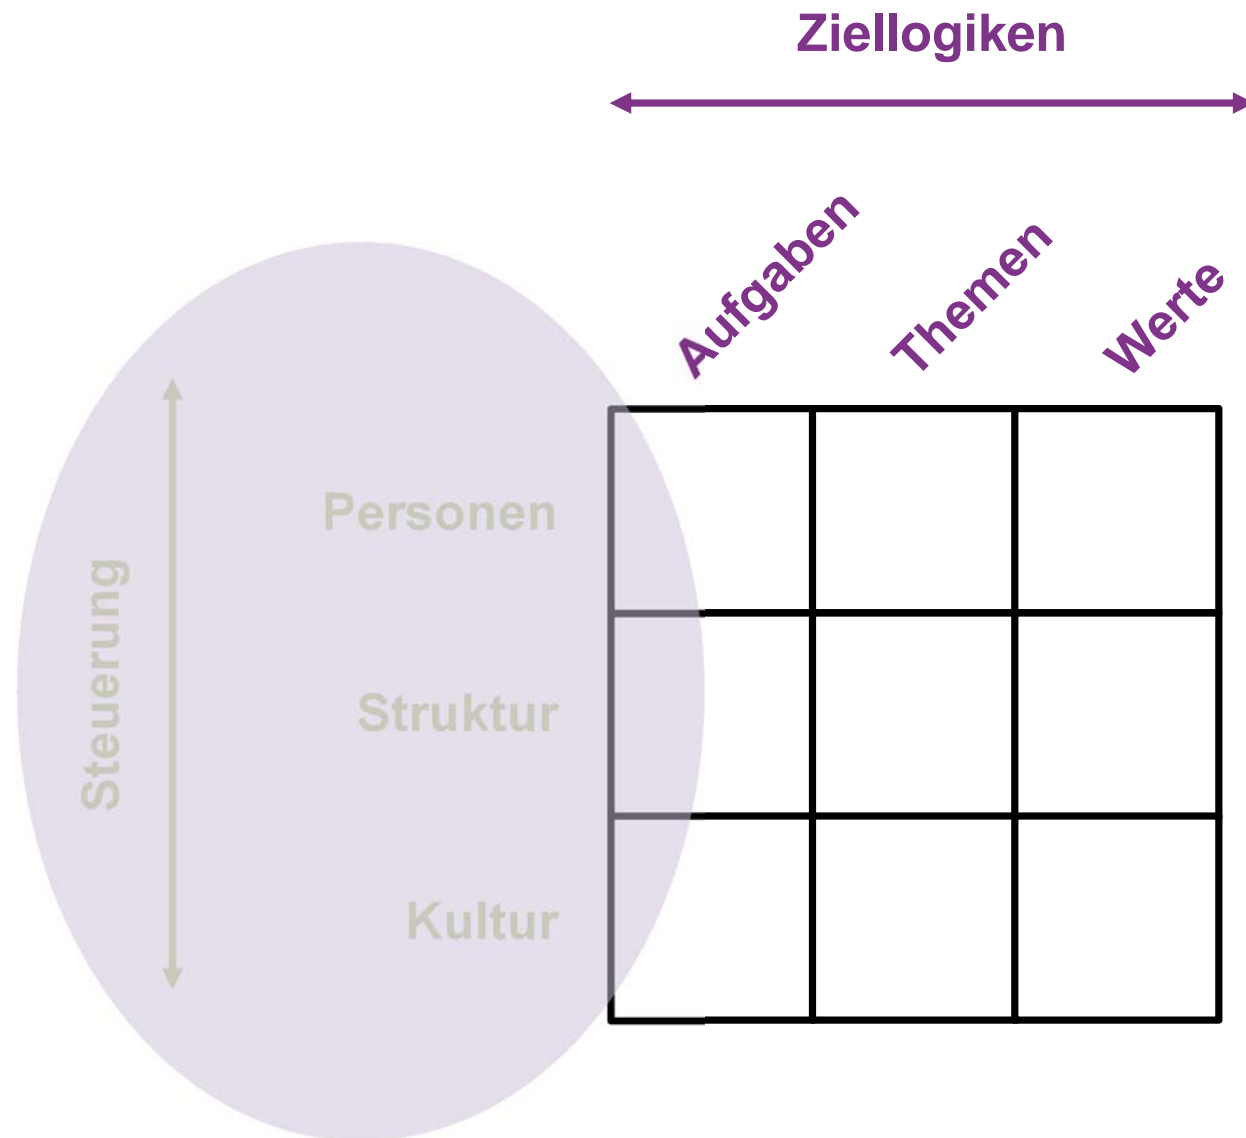 Ziellogiken
Aufgaben
Themen
Werte
Steuerung
Personen
Struktur
Kultur